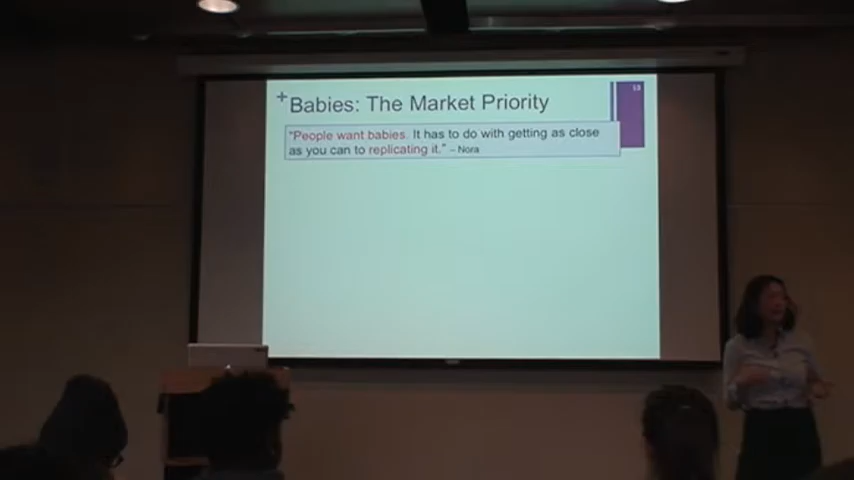 13
+ Babies: The Market Priority
"People want babies. It has to do with getting as close
as you can to replicating it." – Nora